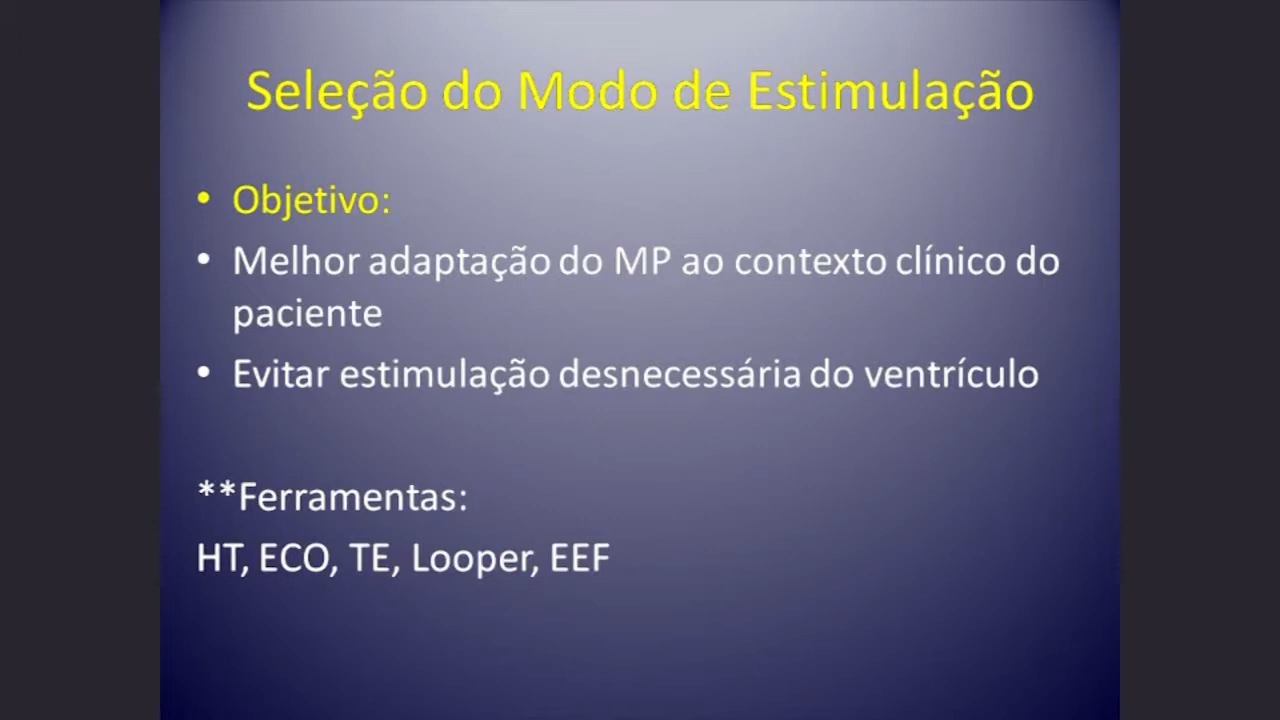 Seleção do Modo de Estimulação
• Objetivo:
• Melhor adaptação do MP ao contexto clínico do
paciente
• Evitar estimulação desnecessária do ventrículo
**Ferramentas:
HT, ECO, TE, Looper, EEF